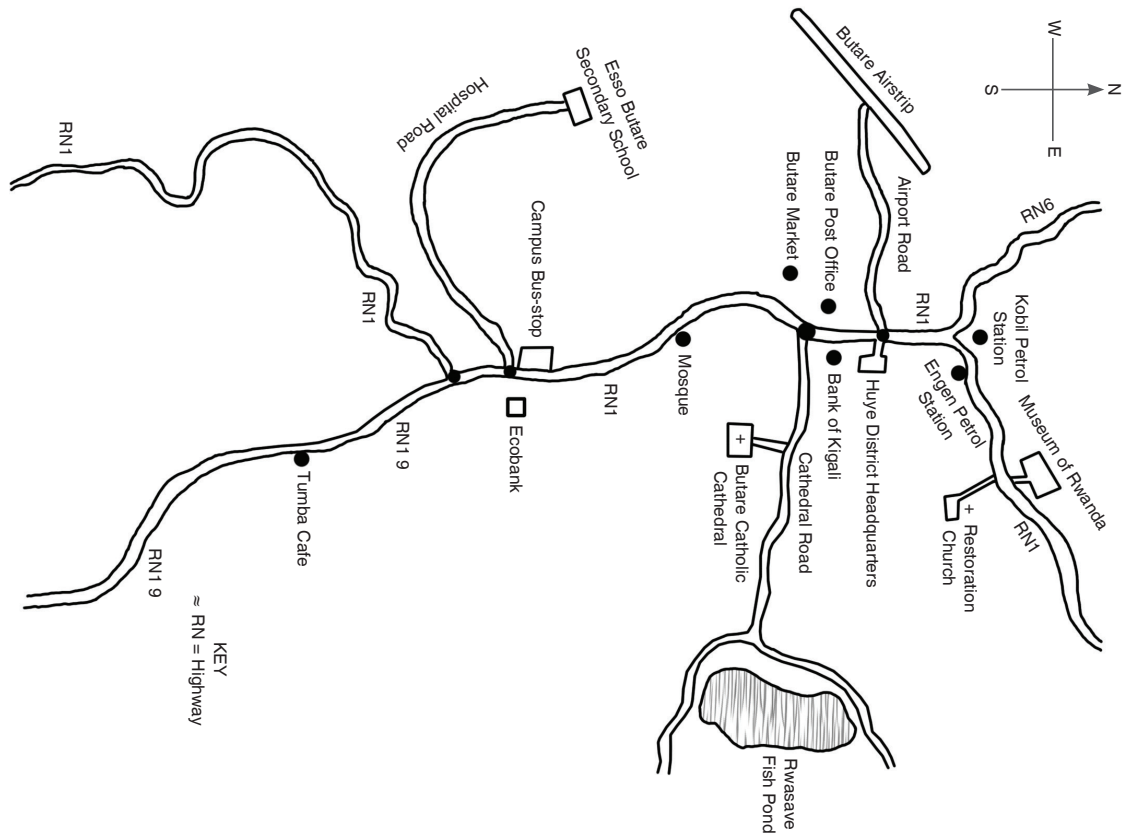 N
W
E
S
RN6
Kobil Petrol
Station
Museum of Rwanda
RN1
Restoration
Church
Engen Petrol
Station
RN1
Butare Airstrip
Airport Road
Huye District Headquarters
Butare Post Office
Bank of Kigali
Cathedral Road
Butare Market
Rwasave
Fish Pond
Butare Catholic
Cathedral
Mosque
Esso Butare
Secondary School
RN1
Campus Bus-stop
Ecobank
Hospital Road
RN1 9
RN1
Tumba Cafe
KEY
≈ RN = Highway
RN1 9
RN1